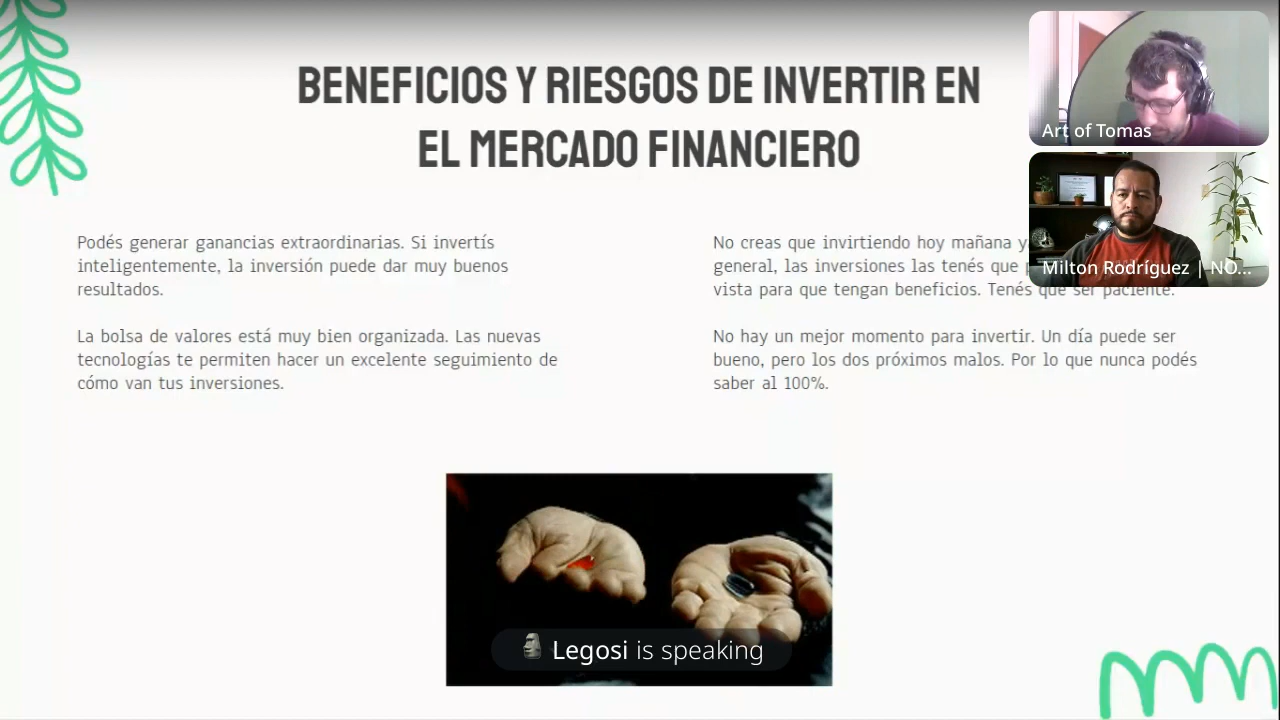 BENEFICIOS Y RIESGOS DE INVERTIR EN
EL MERCADO FINANCIERO
Podés generar ganancias extraordinarias. Si invertís
inteligentemente, la inversión puede dar muy buenos
resultados.
La bolsa de valores está muy bien organizada. Las nuevas
tecnologías te permiten hacer un excelente seguimiento de
cómo van tus inversiones.
No creas que invirtiendo hoy mañana
general, las inversiones las tenés que
vista para que tengan beneficios. Tenés que ser paciente.
No hay un mejor momento para invertir. Un día puede ser
bueno, pero los dos próximos malos. Por lo que nunca podés
saber al 100%.
Art of Tomas
Milton Rodríguez | NO...
Legosi is speaking